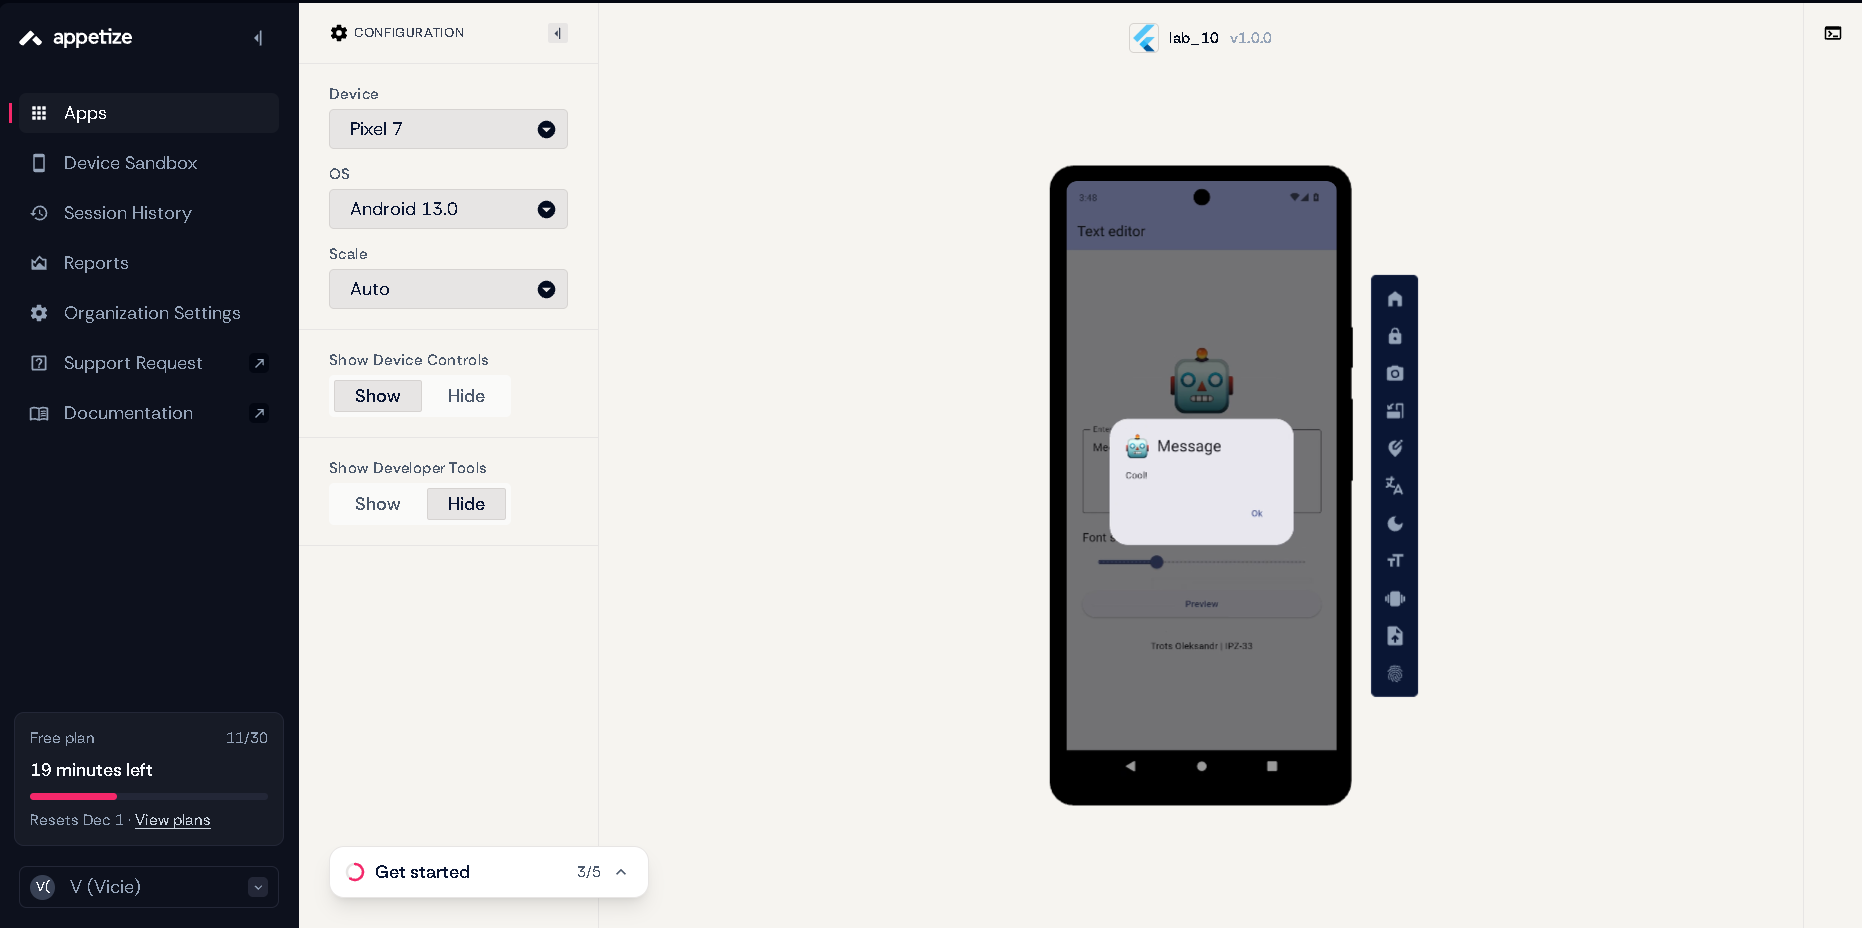 appetize
Apps
Device Sandbox
Session History
Reports
Organization Settings
Support Request
Documentation
Free plan 11/30
19 minutes left
Resets Dec 1 · View plans
V( V (Vicie)
CONFIGURATION
Device
Pixel 7
OS
Android 13.0
Scale
Auto
Show Device Controls
Show Hide
Show Developer Tools
Show Hide
Get started 3/5
lab_10 v1.0.0
3:48
Text editor
Message
Cool!
Ok
Font
Preview
Trots Oleksandr | IPZ-33